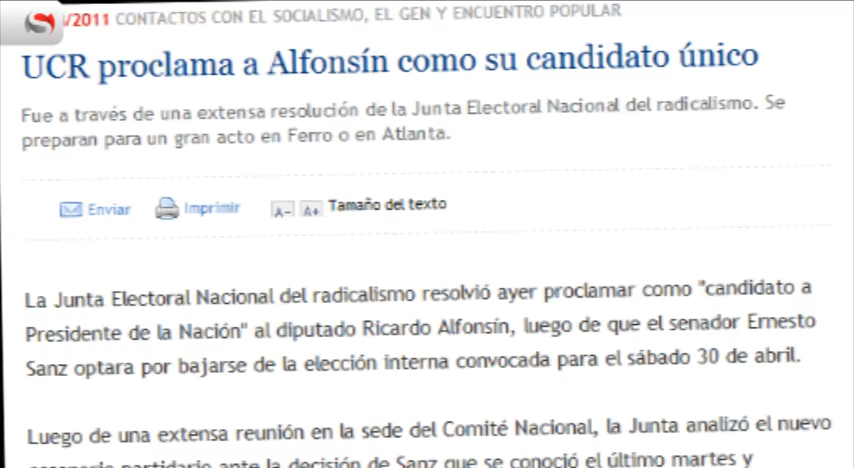 /2011 CONTACTOS CON EL SOCIALISMO, EL GEN Y ENCUENTRO POPULAR
UCR proclama a Alfonsín como su candidato único
Fue a través de una extensa resolución de la Junta Electoral Nacional del radicalismo. Se
preparan para un gran acto en Ferro o en Atlanta.
Enviar Imprimir A- A+ Tamaño del texto
La Junta Electoral Nacional del radicalismo resolvió ayer proclamar como "candidato a
Presidente de la Nación" al diputado Ricardo Alfonsín, luego de que el senador Ernesto
Sanz optara por bajarse de la elección interna convocada para el sábado 30 de abril.
Luego de una extensa reunión en la sede del Comité Nacional, la Junta analizó el nuevo
partidario ante la decisión de Sanz que se conoció el último martes y